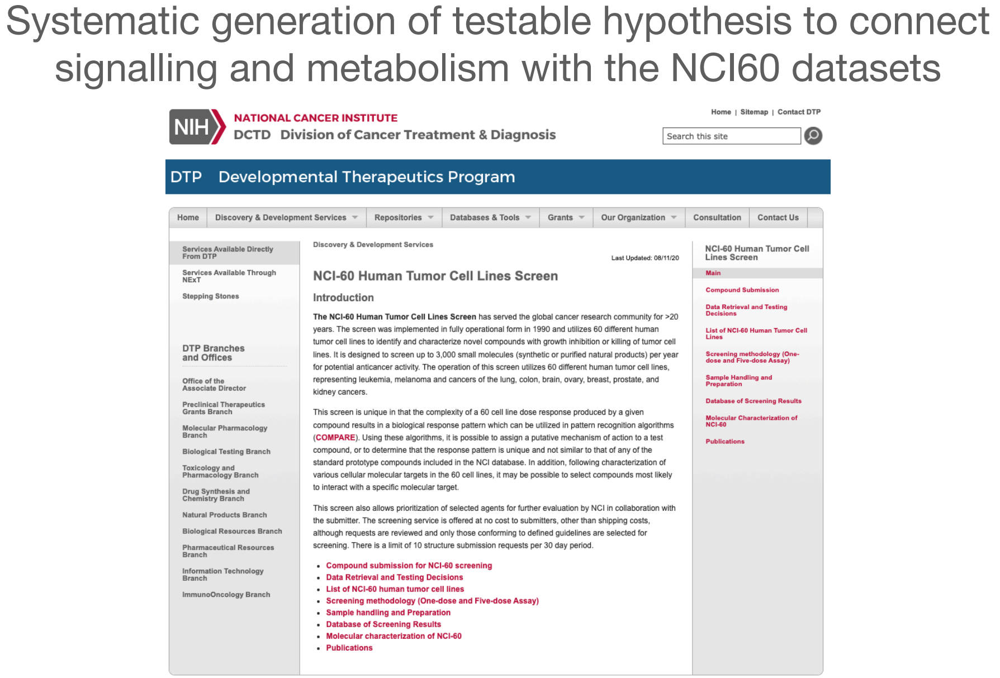 Systematic generation of testable hypothesis to connect
signalling and metabolism with the NCI60 datasets
NIH
NATIONAL CANCER INSTITUTE
DCTD Division of Cancer Treatment & Diagnosis
Home | Sitemap | Contact DTP
Search this site
DTP Developmental Therapeutics Program
Home
Discovery & Development Services
Repositories
Databases & Tools
Grants
Our Organization
Consultation
Contact Us
Services Available Directly
From DTP
Services Available Through
NExT
Stepping Stones
DTP Branches
and Offices
Office of the
Associate Director
Preclinical Therapeutics
Grants Branch
Molecular Pharmacology
Branch
Biological Testing Branch
Toxicology and
Pharmacology Branch
Drug Synthesis and
Chemistry Branch
Natural Products Branch
Biological Resources Branch
Pharmaceutical Resources
Branch
Information Technology
Branch
ImmunoOncology Branch
Discovery & Development Services
Last Updated: 08/11/20
NCI-60 Human Tumor Cell Lines Screen
Introduction
The NCI-60 Human Tumor Cell Lines Screen has served the global cancer research community for >20
years. The screen was implemented in fully operational form in 1990 and utilizes 60 different human
tumor cell lines to identify and characterize novel compounds with growth inhibition or killing of tumor cell
lines. It is designed to screen up to 3,000 small molecules (synthetic or purified natural products) per year
for potential anticancer activity. The operation of this screen utilizes 60 different human tumor cell lines,
representing leukemia, melanoma and cancers of the lung, colon, brain, ovary, breast, prostate, and
kidney cancers.
This screen is unique in that the complexity of a 60 cell line dose response produced by a given
compound results in a biological response pattern which can be utilized in pattern recognition algorithms
(COMPARE). Using these algorithms, it is possible to assign a putative mechanism of action to a test
compound, or to determine that the response pattern is unique and not similar to that of any of the
standard prototype compounds included in the NCI database. In addition, following characterization of
various cellular molecular targets in the 60 cell lines, it may be possible to select compounds most likely
to interact with a specific molecular target.
This screen also allows prioritization of selected agents for further evaluation by NCI in collaboration with
the submitter. The screening service is offered at no cost to submitters, other than shipping costs,
although requests are reviewed and only those conforming to defined guidelines are selected for
screening. There is a limit of 10 structure submission requests per 30 day period.
• Compound submission for NCI-60 screening
• Data Retrieval and Testing Decisions
• List of NCI-60 human tumor cell lines
• Screening methodology (One-dose and Five-dose Assay)
• Sample handling and Preparation
• Database of Screening Results
• Molecular characterization of NCI-60
• Publications
NCI-60 Human Tumor Cell
Lines Screen
Main
Compound Submission
Data Retrieval and Testing
Decisions
List of NCI-60 Human Tumor Cell
Lines
Screening methodology (One-
dose and Five-dose Assay)
Sample Handling and
Preparation
Database of Screening Results
Molecular Characterization of
NCI-60
Publications